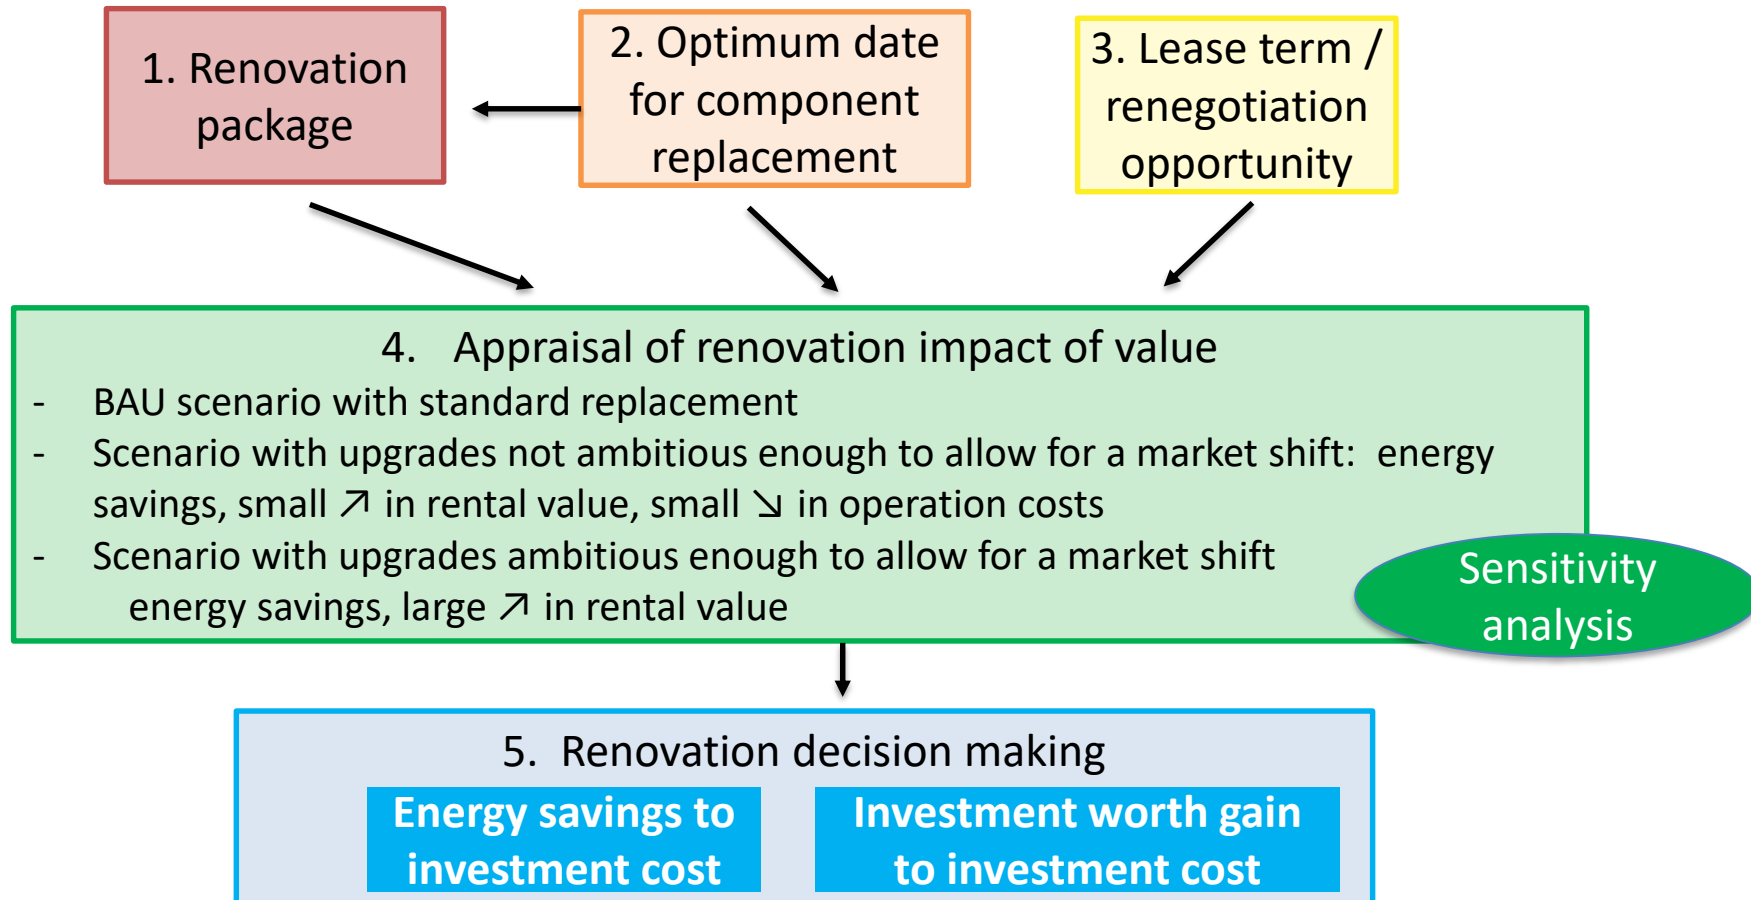 1. Renovation
package
2. Optimum date
for component
replacement
3. Lease term /
renegotiation
opportunity
4. Appraisal of renovation impact of value
- BAU scenario with standard replacement
- Scenario with upgrades not ambitious enough to allow for a market shift: energy
savings, small ↗ in rental value, small ↘ in operation costs
- Scenario with upgrades ambitious enough to allow for a market shift
energy savings, large ↗ in rental value
Sensitivity
analysis
5. Renovation decision making
Energy savings to
investment cost
Investment worth gain
to investment cost